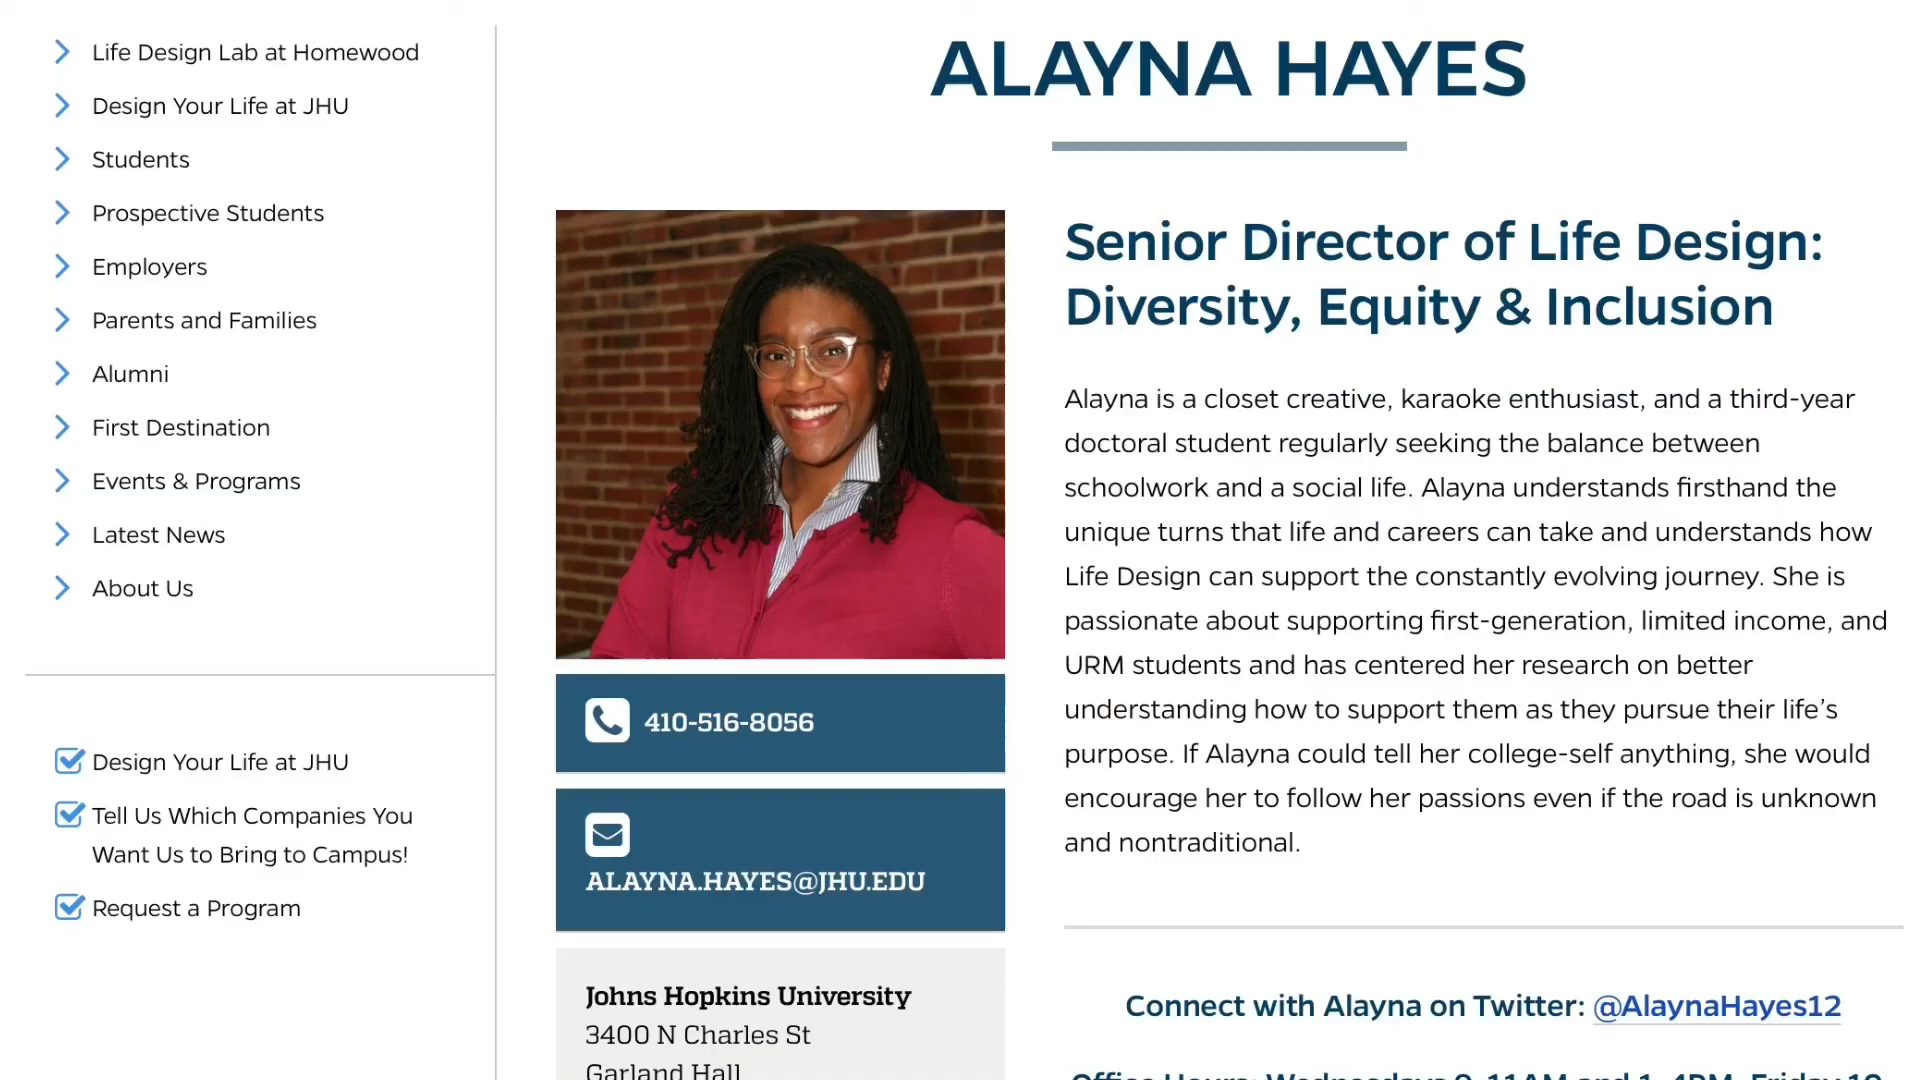 Life Design Lab at Homewood
Design Your Life at JHU
Students
Prospective Students
Employers
Parents and Families
Alumni
First Destination
Events & Programs
Latest News
About Us
Design Your Life at JHU
Tell Us Which Companies You
Want Us to Bring to Campus!
Request a Program
ALAYNA HAYES
410-516-8056
ALAYNA.HAYES@JHU.EDU
Johns Hopkins University
3400 N Charles St
Garland Hall
Senior Director of Life Design:
Diversity, Equity & Inclusion
Alayna is a closet creative, karaoke enthusiast, and a third-year
doctoral student regularly seeking the balance between
schoolwork and a social life. Alayna understands firsthand the
unique turns that life and careers can take and understands how
Life Design can support the constantly evolving journey. She is
passionate about supporting first-generation, limited income, and
URM students and has centered her research on better
understanding how to support them as they pursue their life’s
purpose. If Alayna could tell her college-self anything, she would
encourage her to follow her passions even if the road is unknown
and nontraditional.
Connect with Alayna on Twitter: @AlaynaHayes12
Office Hours: Wednesdays 9-11AM and 1-4PM, Friday